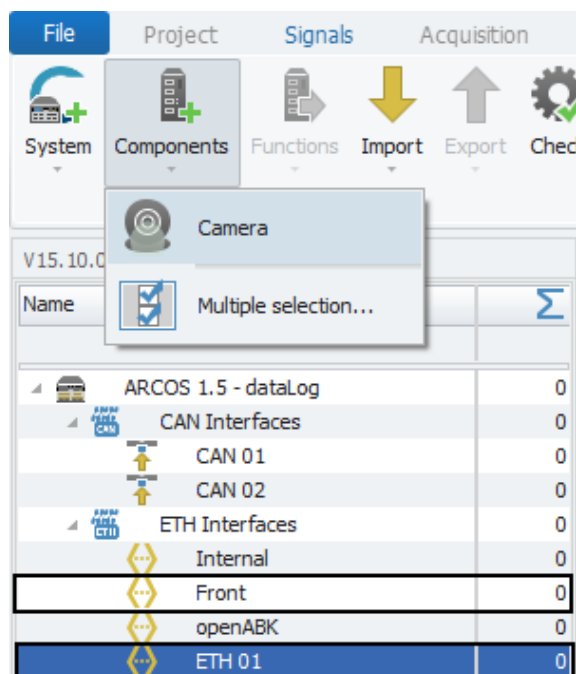 File Project Signals Acquisition
System Components Functions Import Export Chec
Camera
V15.10.0
Multiple selection...
Name Σ
ARCOS 1.5 - dataLog 0
CAN Interfaces 0
CAN 01 0
CAN 02 0
ETH Interfaces 0
Internal 0
Front 0
openABK 0
ETH 01 0